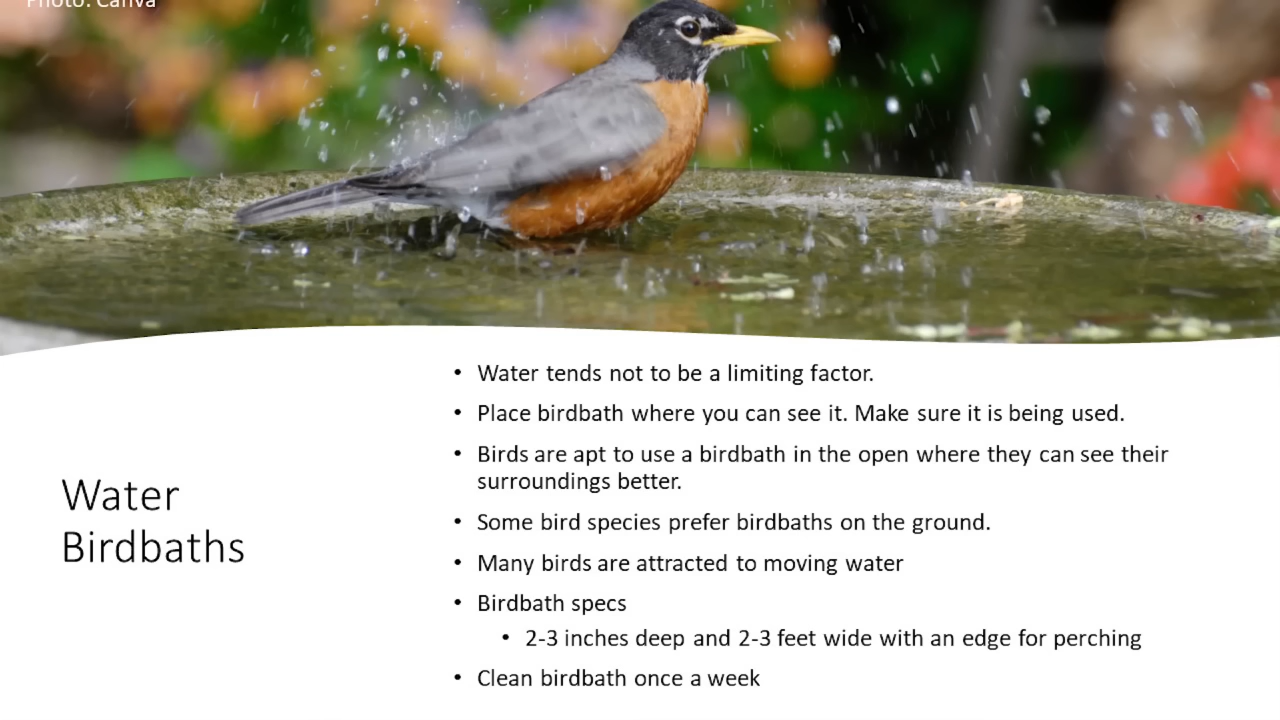 Photo: Canva
Water
Birdbaths
• Water tends not to be a limiting factor.
• Place birdbath where you can see it. Make sure it is being used.
• Birds are apt to use a birdbath in the open where they can see their
surroundings better.
• Some bird species prefer birdbaths on the ground.
• Many birds are attracted to moving water
• Birdbath specs
• 2-3 inches deep and 2-3 feet wide with an edge for perching
• Clean birdbath once a week